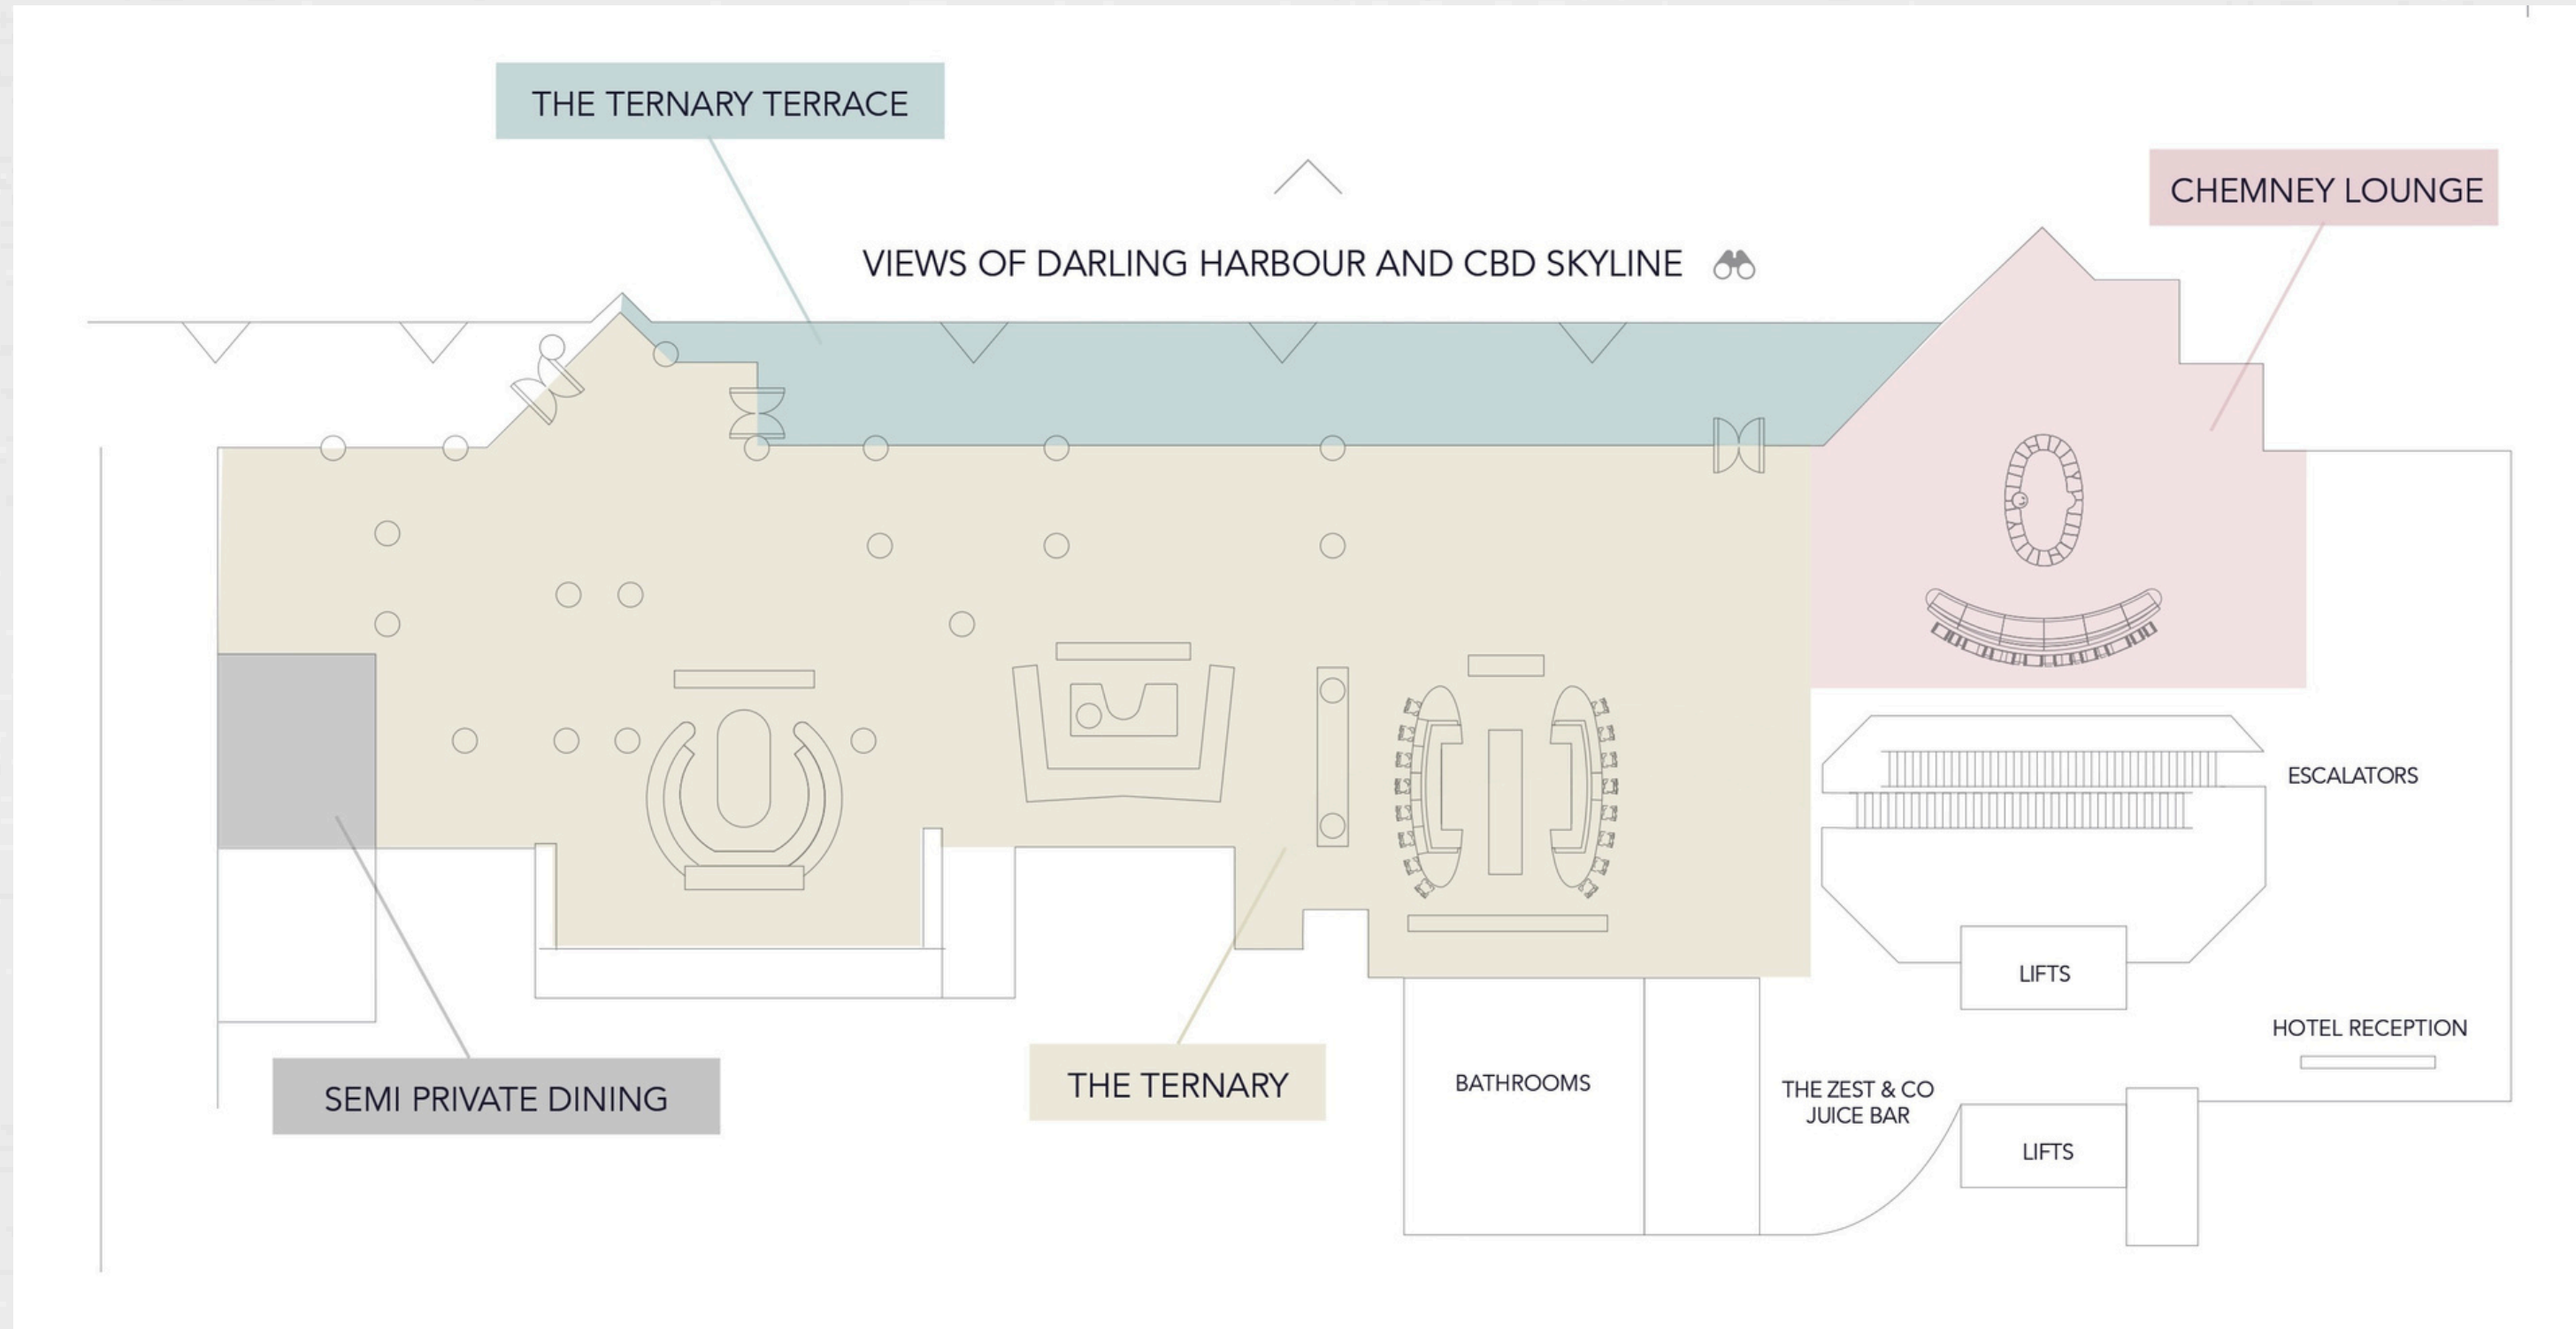 THE TERNARY TERRACE
CHEMNEY LOUNGE
VIEWS OF DARLING HARBOUR AND CBD SKYLINE
ESCALATORS
LIFTS
HOTEL RECEPTION
SEMI PRIVATE DINING
THE TERNARY
BATHROOMS
THE ZEST & CO
JUICE BAR
LIFTS